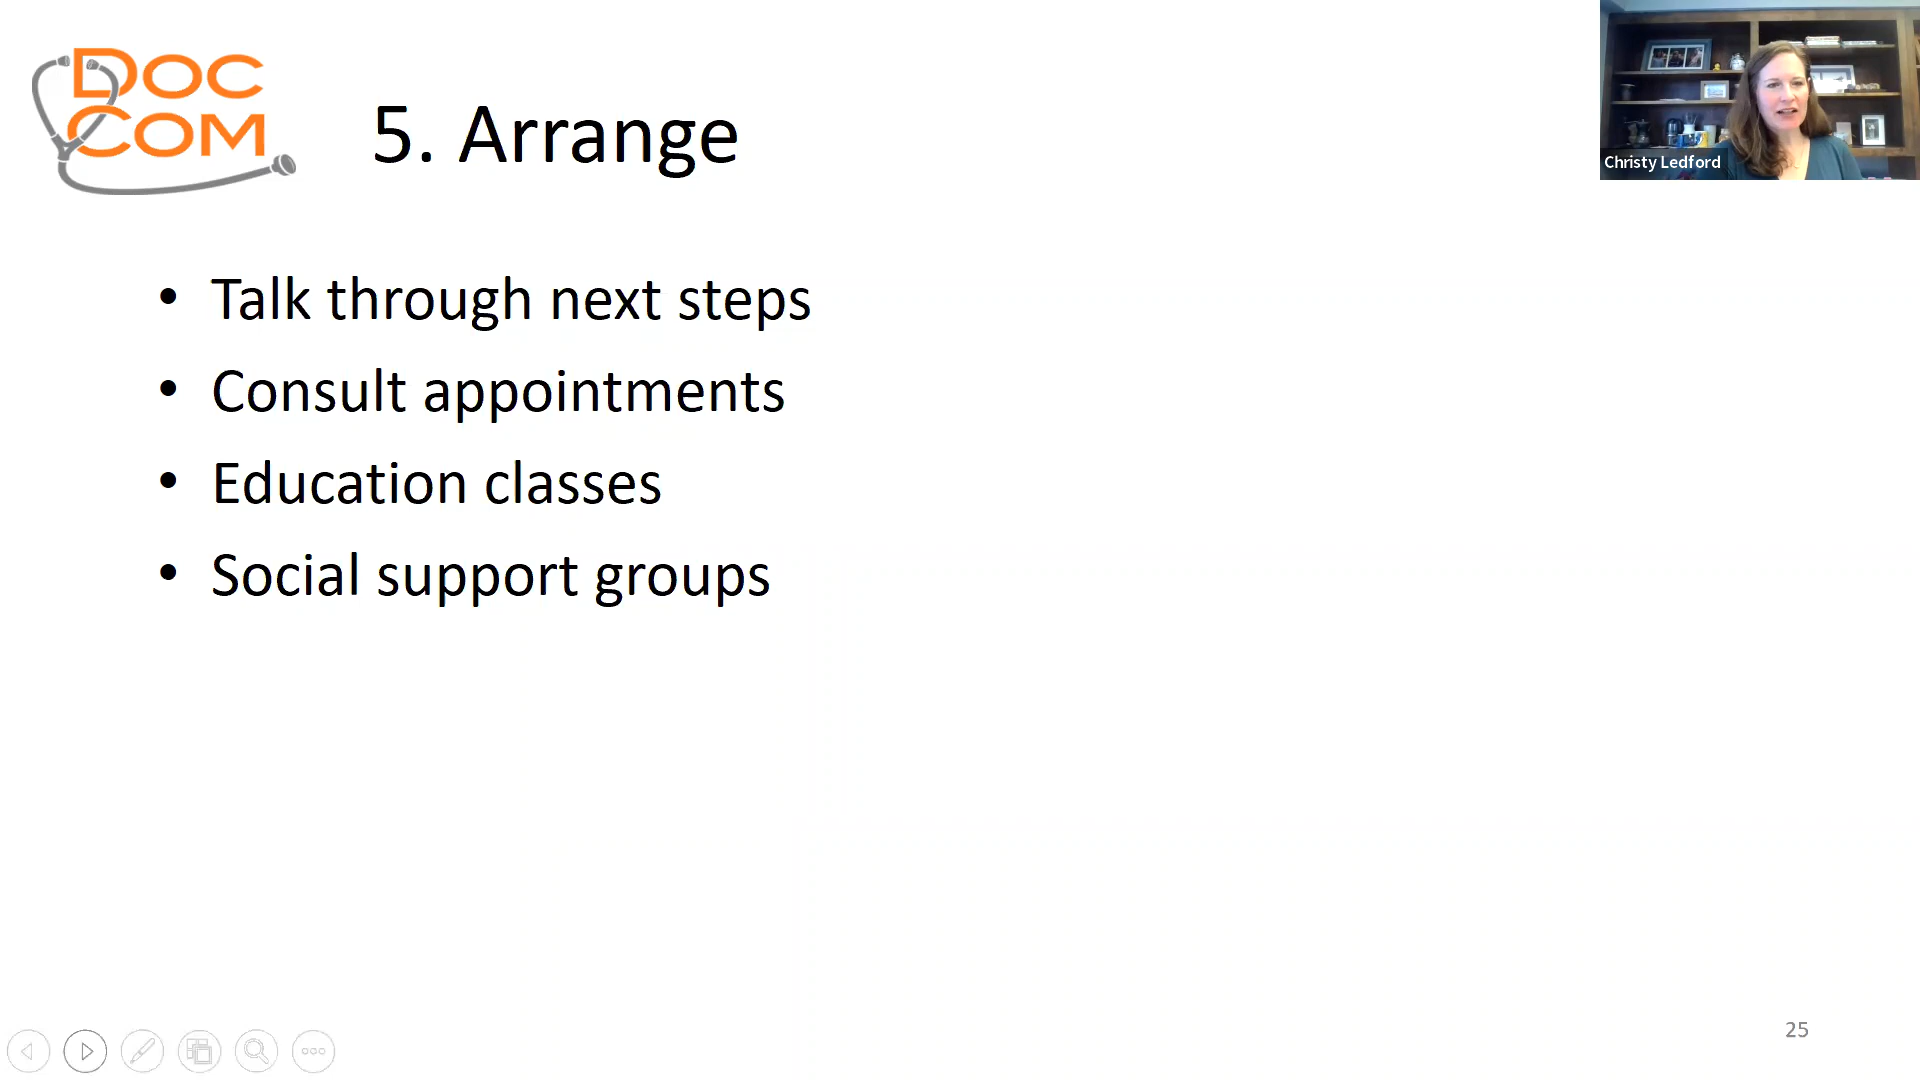 DOC
COM
5. Arrange
Christy Ledford
• Talk through next steps
• Consult appointments
• Education classes
• Social support groups
25